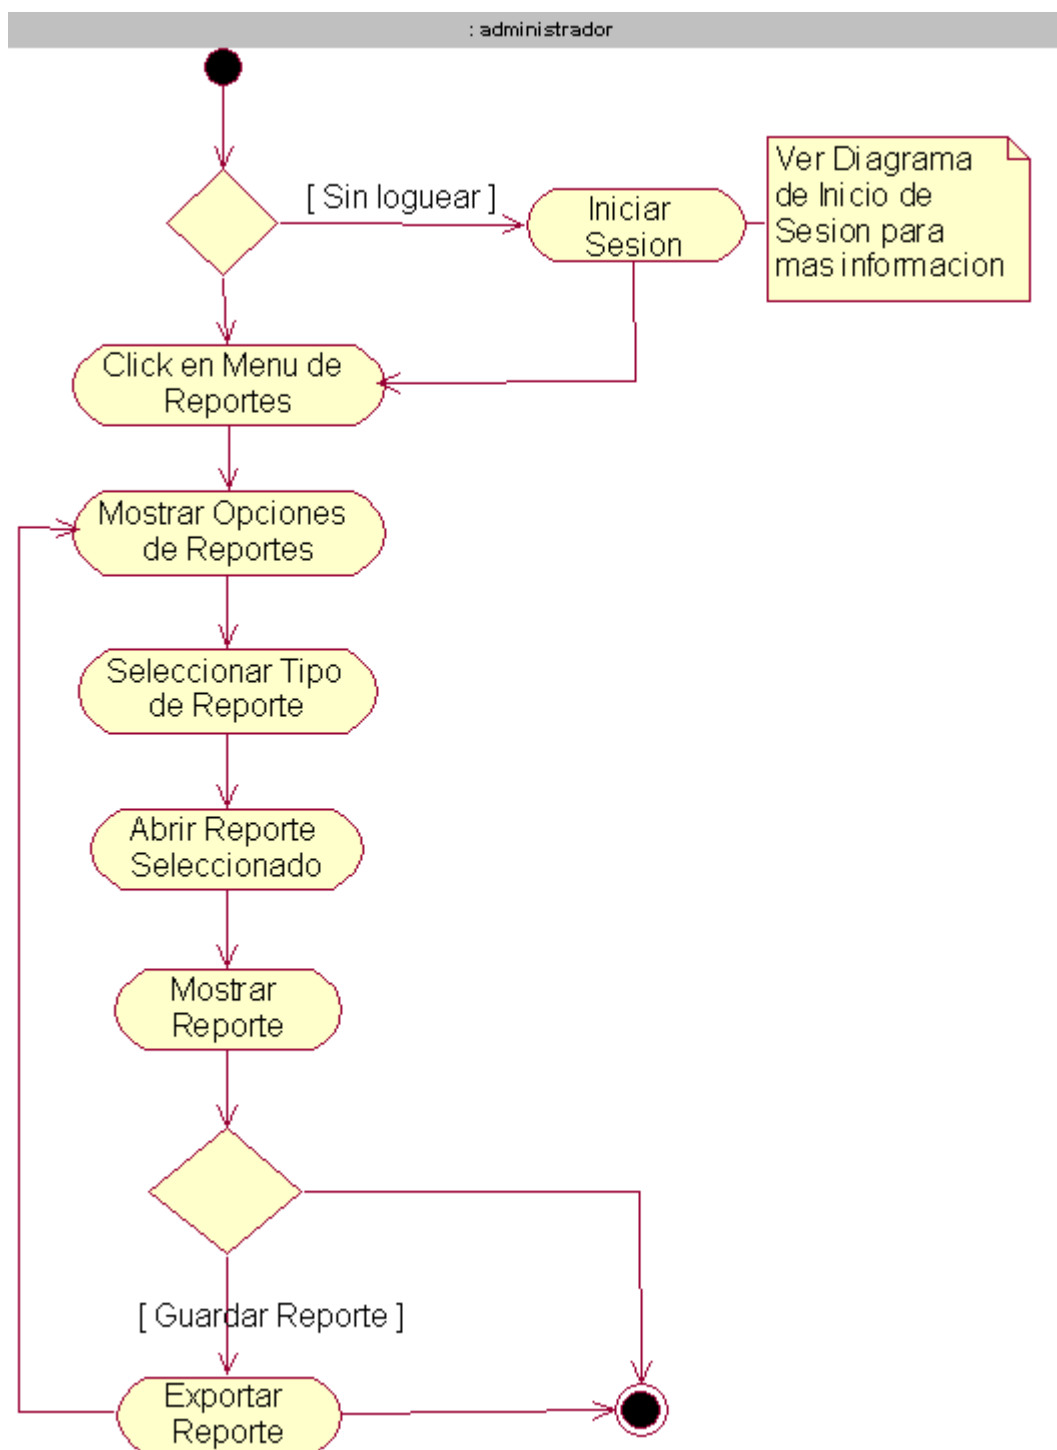 : administrador
[ Sin loguear ]
Iniciar
Sesion
Ver Diagrama
de Inicio de
Sesion para
mas informacion
Click en Menu de
Reportes
Mostrar Opciones
de Reportes
Seleccionar Tipo
de Reporte
Abrir Reporte
Seleccionado
Mostrar
Reporte
[ Guardar Reporte ]
Exportar
Reporte